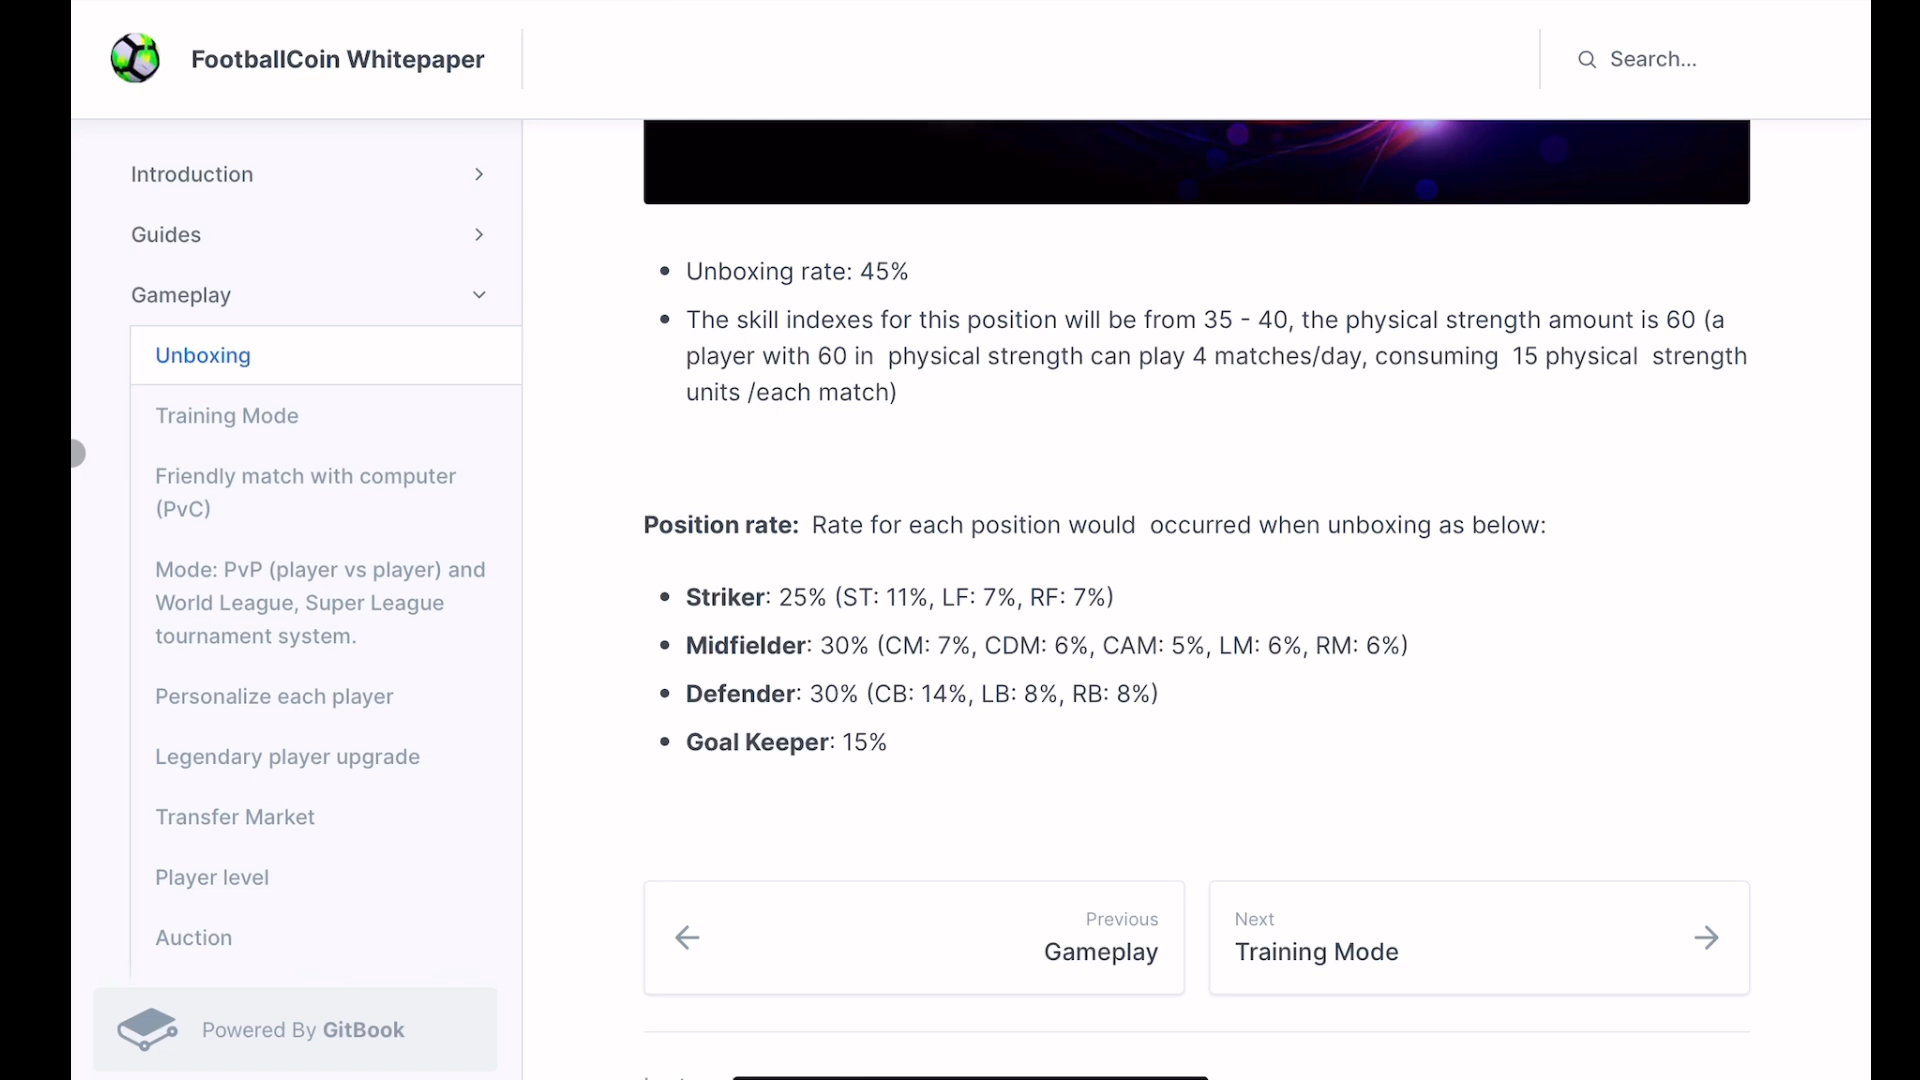 FootballCoin Whitepaper
Search...
Introduction
Guides
Gameplay
Unboxing
Training Mode
Friendly match with computer
(PvC)
Mode: PvP (player vs player) and
World League, Super League
tournament system.
Personalize each player
Legendary player upgrade
Transfer Market
Player level
Auction
Powered By GitBook
• Unboxing rate: 45%
• The skill indexes for this position will be from 35 - 40, the physical strength amount is 60 (a
player with 60 in physical strength can play 4 matches/day, consuming 15 physical strength
units /each match)
Position rate: Rate for each position would occurred when unboxing as below:
• Striker: 25% (ST: 11%, LF: 7%, RF: 7%)
• Midfielder: 30% (CM: 7%, CDM: 6%, CAM: 5%, LM: 6%, RM: 6%)
• Defender: 30% (CB: 14%, LB: 8%, RB: 8%)
• Goal Keeper: 15%
Previous
Gameplay
Next
Training Mode